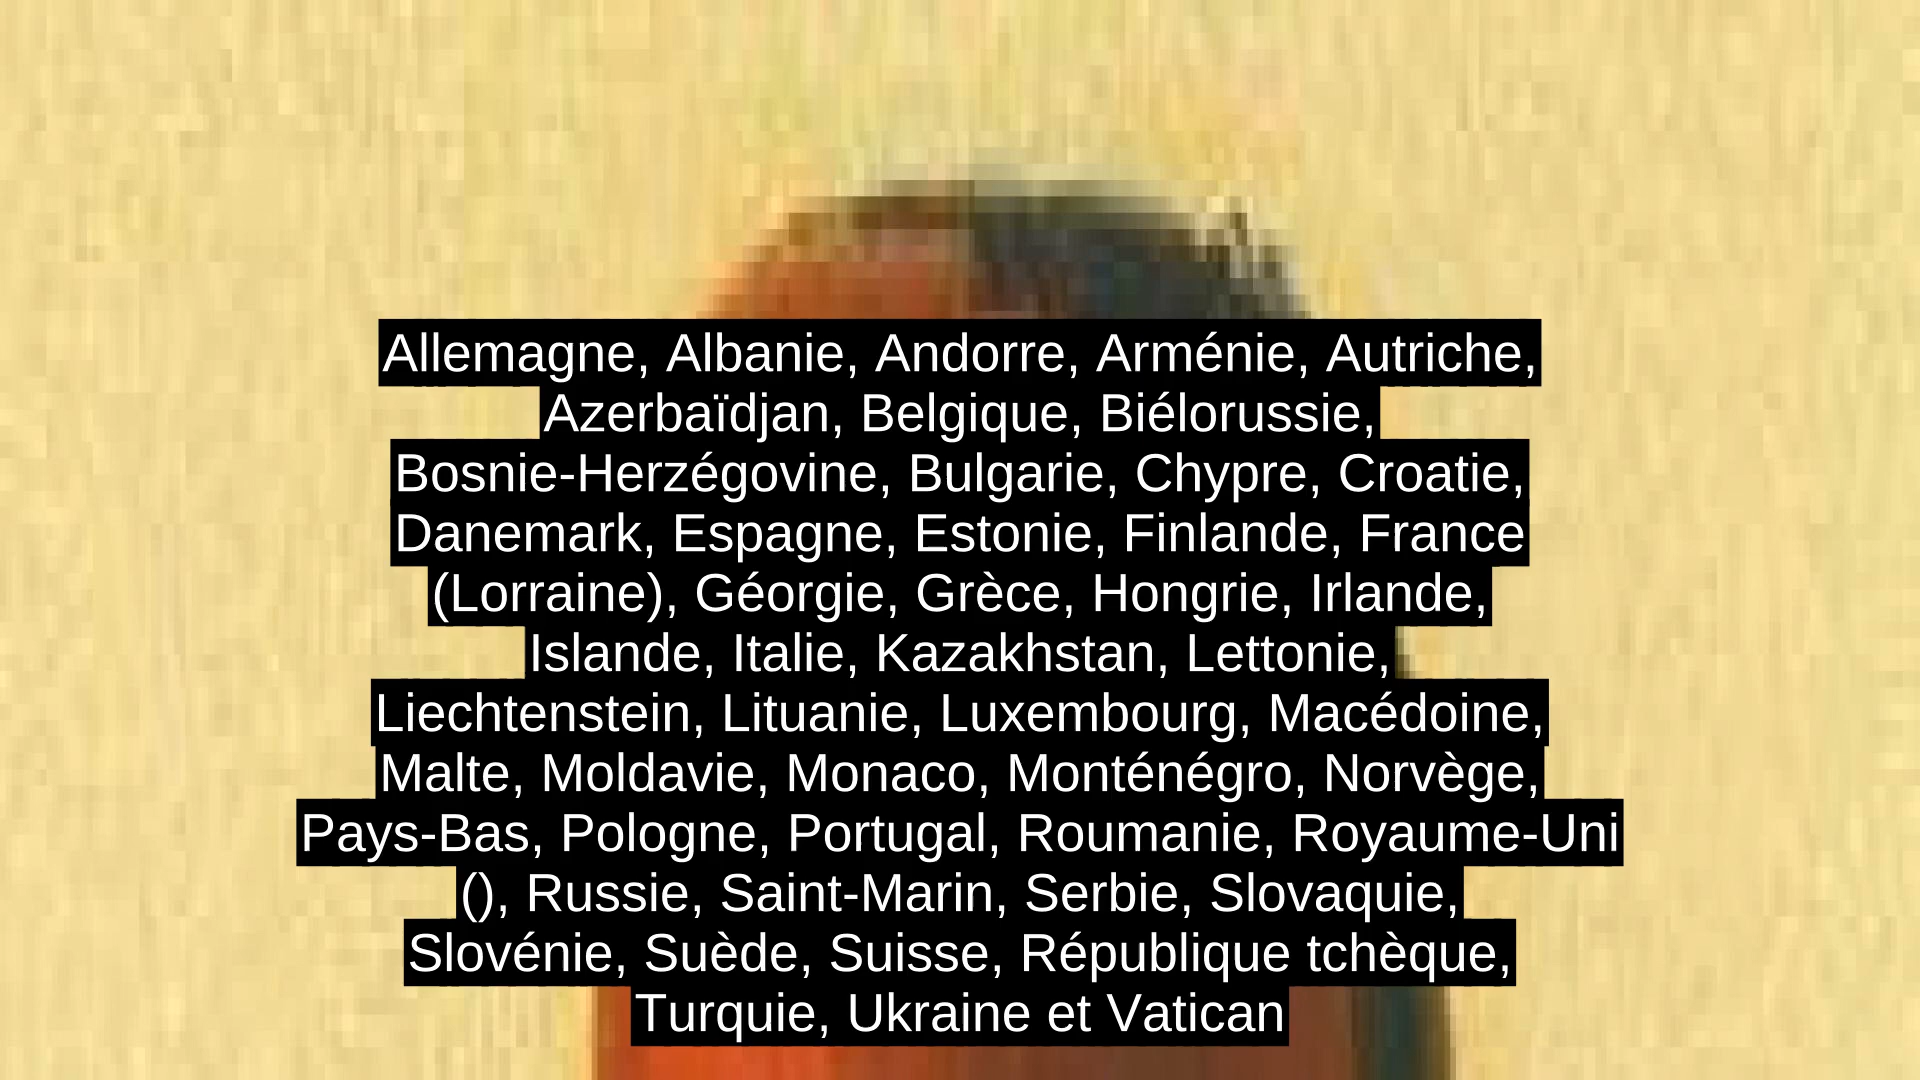 Allemagne, Albanie, Andorre, Arménie, Autriche,
Azerbaïdjan, Belgique, Biélorussie,
Bosnie-Herzégovine, Bulgarie, Chypre, Croatie,
Danemark, Espagne, Estonie, Finlande, France
(Lorraine), Géorgie, Grèce, Hongrie, Irlande,
Islande, Italie, Kazakhstan, Lettonie,
Liechtenstein, Lituanie, Luxembourg, Macédoine,
Malte, Moldavie, Monaco, Monténégro, Norvège,
Pays-Bas, Pologne, Portugal, Roumanie, Royaume-Uni
(), Russie, Saint-Marin, Serbie, Slovaquie,
Slovénie, Suède, Suisse, République tchèque,
Turquie, Ukraine et Vatican